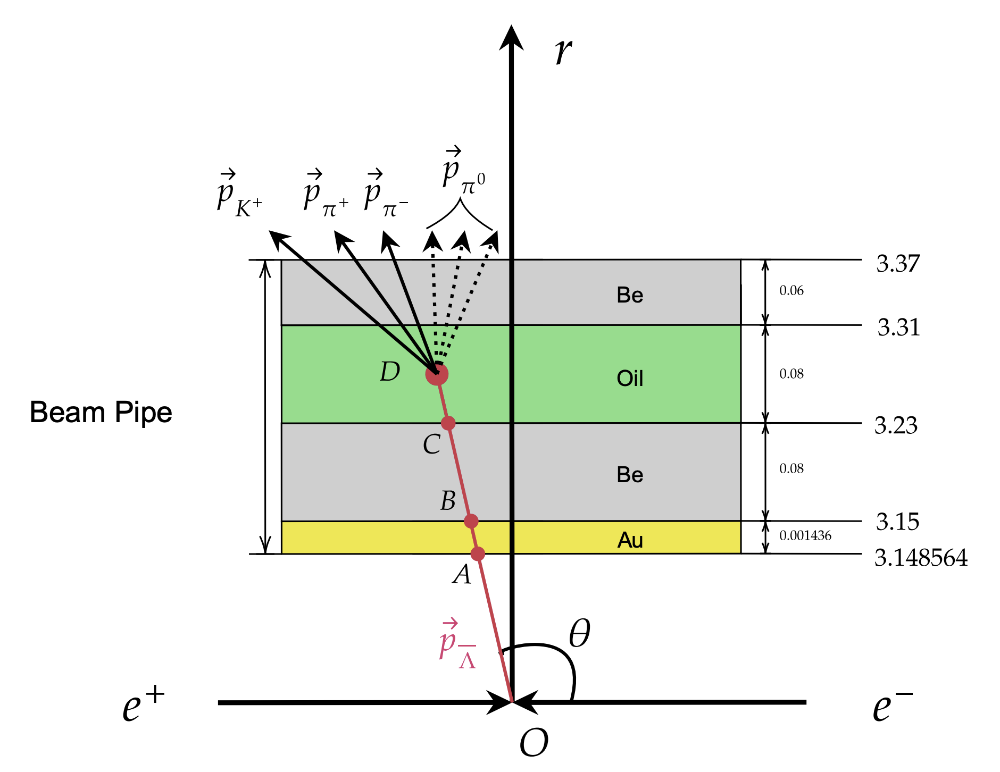 r
p⃗ π⁰
p⃗ K⁺
p⃗ π⁺
p⃗ π⁻
3.37
Be
0.06
3.31
D
Oil
0.08
Beam Pipe
3.23
C
Be
0.08
B
3.15
Au
0.001436
3.148564
A
p⃗ Λ̅
θ
e⁺
e⁻
O